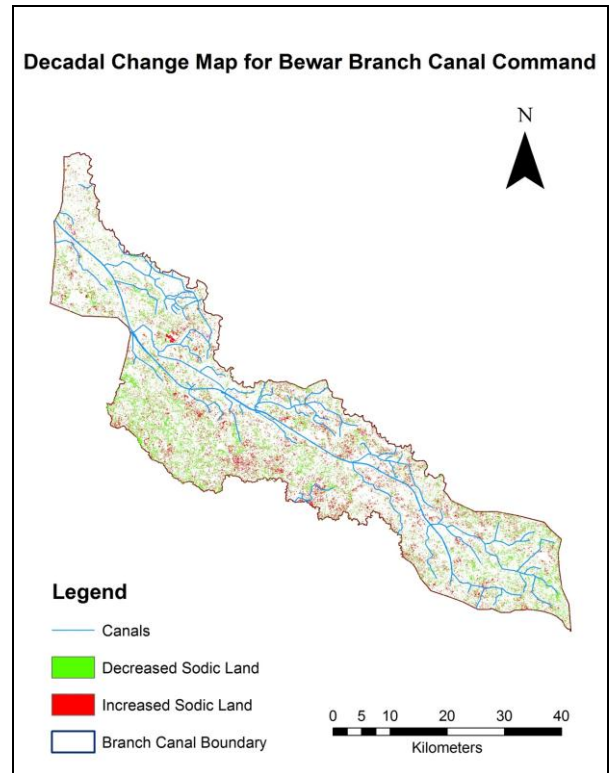 Decadal Change Map for Bewar Branch Canal Command
N
Legend
Canals
Decreased Sodic Land
Increased Sodic Land
Branch Canal Boundary
0 5 10 20 30 40
Kilometers